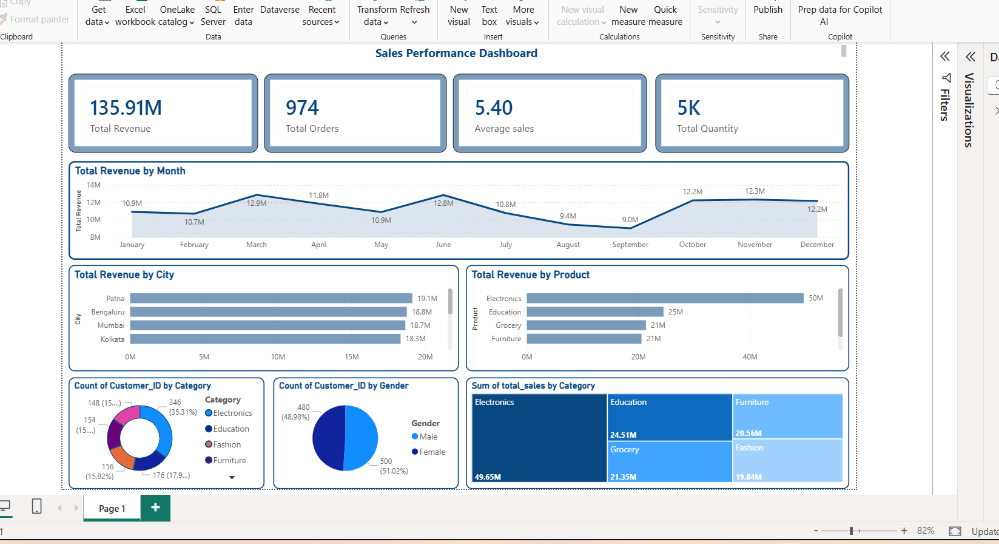 Copy
Format painter
Clipboard
Get data
Excel workbook
OneLake catalog
SQL Server
Enter data
Dataverse
Recent sources
Data
Transform data
Refresh
Queries
New visual
Text box
More visuals
Insert
New visual calculation
New measure
Quick measure
Calculations
Sensitivity
Sensitivity
Publish
Share
Prep data for Copilot AI
Copilot
Sales Performance Dashboard
135.91M
Total Revenue
974
Total Orders
5.40
Average sales
5K
Total Quantity
Total Revenue by Month
Total Revenue
14M
12M
10M
8M
10.9M
10.7M
12.9M
11.8M
10.9M
12.8M
10.8M
9.4M
9.0M
12.2M
12.3M
12.2M
January
February
March
April
May
June
July
August
September
October
November
December
Total Revenue by City
City
Patna 19.1M
Bengaluru 18.8M
Mumbai 18.7M
Kolkata 18.3M
0M 5M 10M 15M 20M
Total Revenue by Product
Product
Electronics 50M
Education 25M
Grocery 21M
Furniture 21M
0M 20M 40M
Count of Customer_ID by Category
148 (15....)
346
(35.31%)
154
(15....)
156
(15.92%)
176 (17.9...)
Category
Electronics
Education
Fashion
Furniture
Count of Customer_ID by Gender
480
(48.98%)
500
(51.02%)
Gender
Male
Female
Sum of total_sales by Category
Electronics
49.65M
Education
24.51M
Grocery
21.35M
Furniture
20.56M
Fashion
19.84M
Filters
Visualizations
Page 1
- + 82%
Update